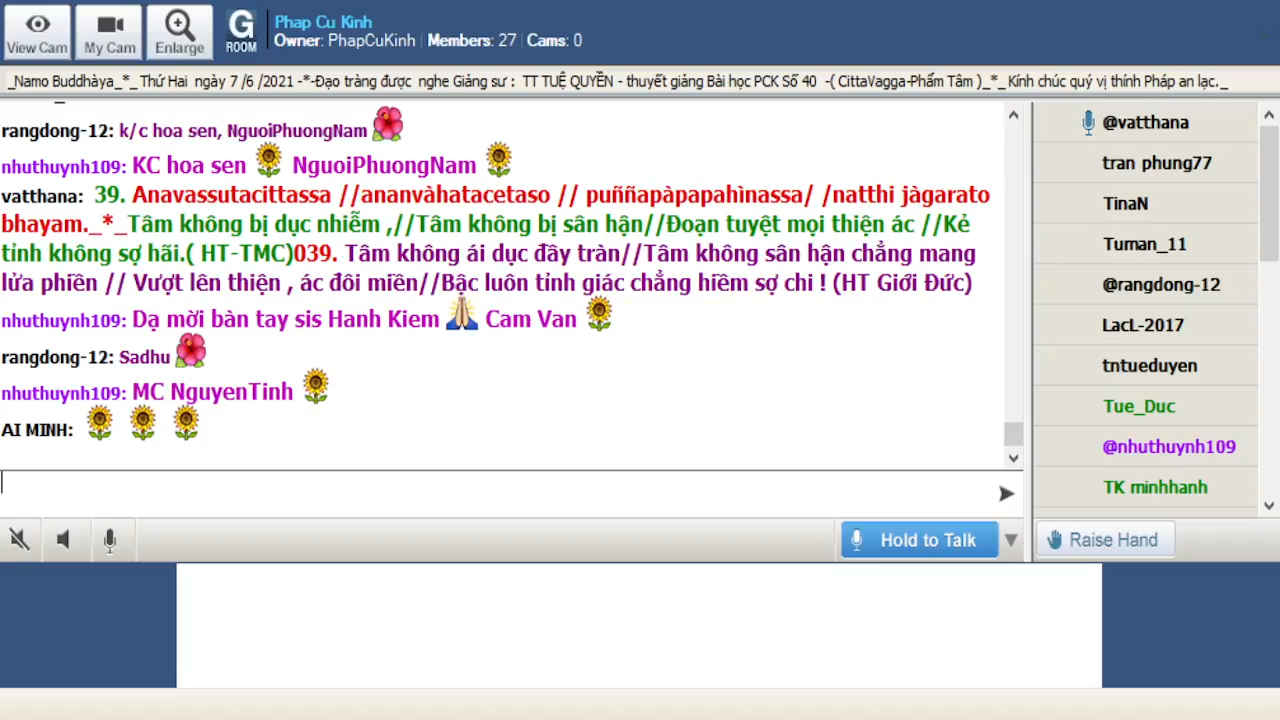 View Cam
My Cam
Enlarge
G
ROOM
Phap Cu Kinh
Owner: PhapCuKinh | Members: 27 | Cams: 0
_Namo Buddhàya_*_ Thứ Hai ngày 7 /6 /2021 -*-Đạo tràng được nghe Giảng sư : TT TUỆ QUYỀN - thuyết giảng Bài học PCK Số 40 -( CittaVagga-Phẩm Tâm )_*_ Kính chúc quý vị thính Pháp an lạc._
rangdong-12: k/c hoa sen, NguoiPhuongNam
nhuthuynh109: KC hoa sen NguoiPhuongNam
vatthana: 39. Anavassutacittassa //ananvàhatacetaso // puññapàpapahìnassa/ /natthi jàgarato
bhayam._*_Tâm không bị dục nhiễm ,//Tâm không bị sân hận//Đoạn tuyệt mọi thiện ác //Kẻ
tỉnh không sợ hãi.( HT-TMC)039. Tâm không ái dục đầy tràn//Tâm không sân hận chẳng mang
lửa phiền // Vượt lên thiện , ác đôi miền//Bậc luôn tỉnh giác chẳng hiềm sợ chi ! (HT Giới Đức)
nhuthuynh109: Dạ mời bàn tay sis Hanh Kiem Cam Van
rangdong-12: Sadhu
nhuthuynh109: MC NguyenTinh
AI MINH:
Hold to Talk
@vatthana
tran phung77
TinaN
Tuman_11
@rangdong-12
LacL-2017
tntueduyen
Tue_Duc
@nhuthuynh109
TK minhhanh
Raise Hand